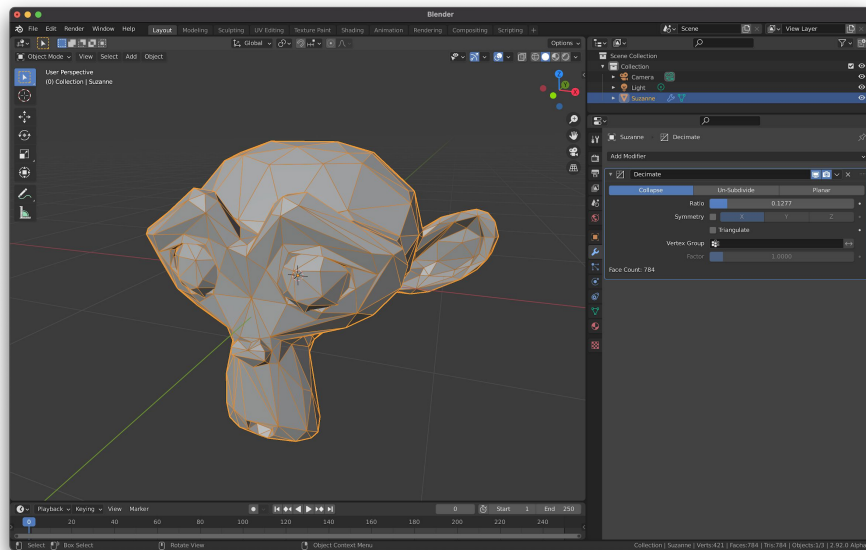 Blender
File Edit Render Window Help
Layout Modeling Sculpting UV Editing Texture Paint Shading Animation Rendering Compositing Scripting +
Scene
View Layer
Global
Options
Object Mode View Select Add Object
User Perspective
(0) Collection | Suzanne
Z
Y
X
Scene Collection
Collection
Camera
Light
Suzanne
Suzanne Decimate
Add Modifier
Decimate
Collapse Un-Subdivide Planar
Ratio 0.1277
Symmetry X Y Z
Triangulate
Vertex Group
Factor 1.0000
Face Count: 784
Playback Keying View Marker
0 Start 1 End 250
0 20 40 60 80 100 120 140 160 180 200 220 240
Select Box Select Rotate View Object Context Menu
Collection | Suzanne | Verts:421 | Faces:784 | Tris:784 | Objects:1/3 | 2.92.0 Alpha